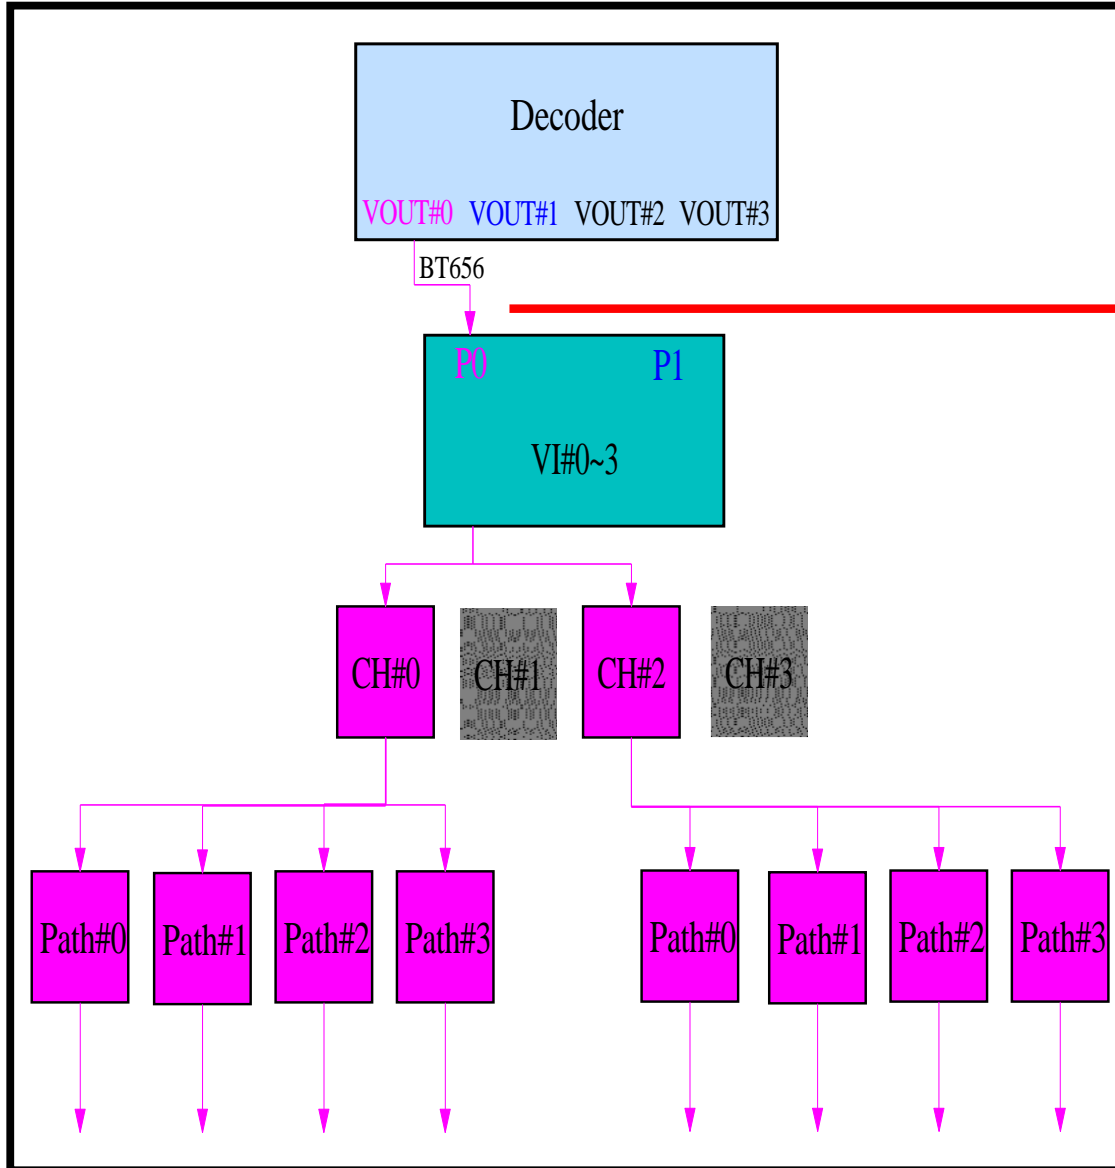 Decoder
VOUT#0 VOUT#1 VOUT#2 VOUT#3
BT656
P0 P1
VI#0~3
CH#0 CH#1 CH#2 CH#3
Path#0 Path#1 Path#2 Path#3 Path#0 Path#1 Path#2 Path#3